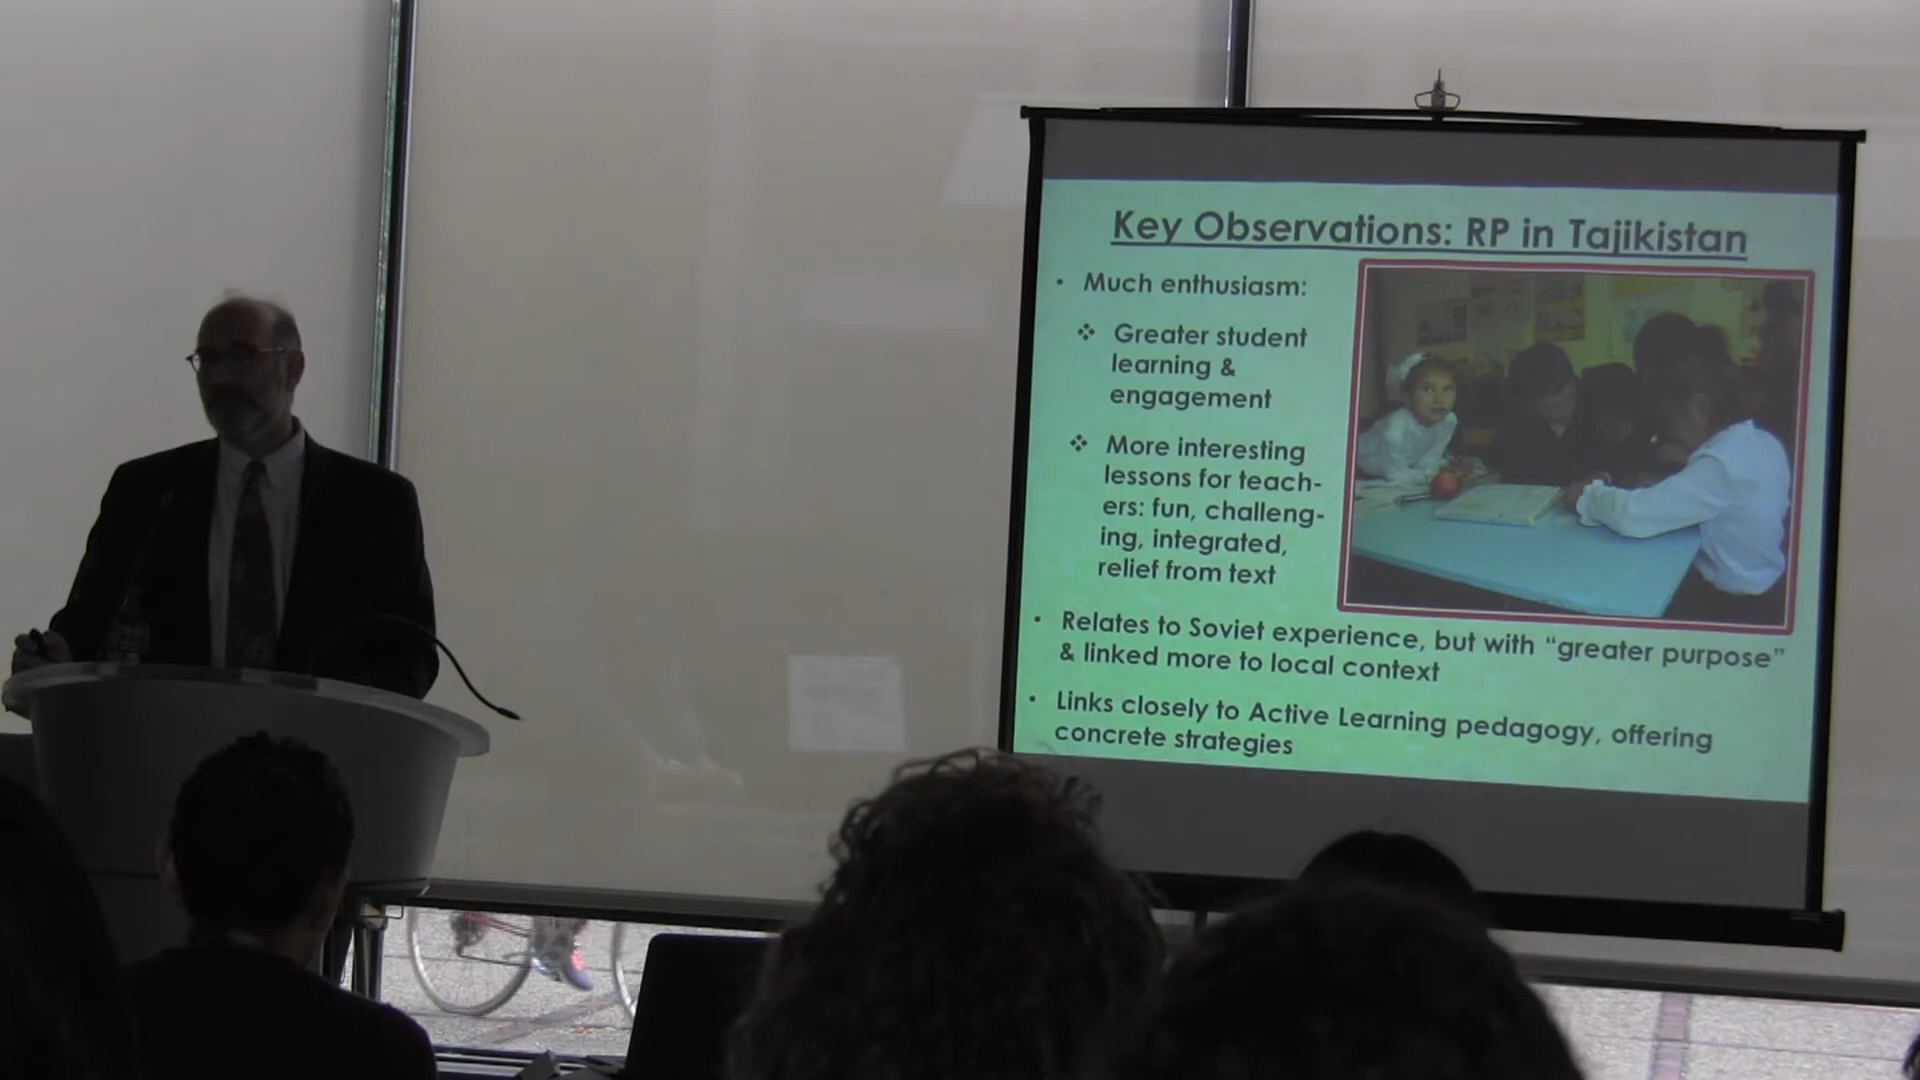 Key Observations: RP in Tajikistan
• Much enthusiasm:
❖ Greater student
learning &
engagement
❖ More interesting
lessons for teach-
ers: fun, challeng-
ing, integrated,
relief from text
• Relates to Soviet experience, but with “greater purpose”
& linked more to local context
• Links closely to Active Learning pedagogy, offering
concrete strategies